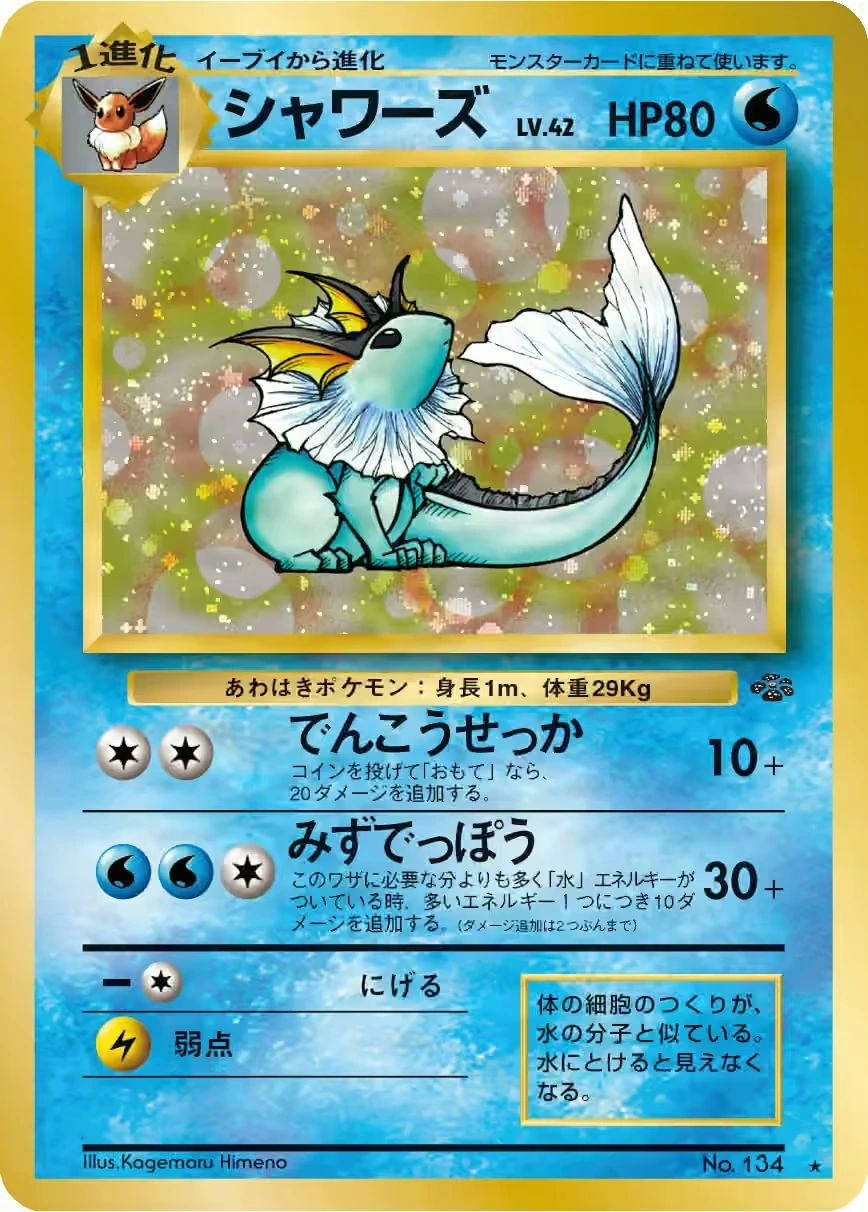 1進化
イーブイから進化
モンスターカードに重ねて使います。
シャワーズ LV.42 HP80
あわはきポケモン：身長1m、体重29Kg
でんこうせっか
コインを投げて「おもて」なら、
20ダメージを追加する。
10+
みずでっぽう
このワザに必要な分よりも多く「水」エネルギーが
ついている時、多いエネルギー1つにつき10ダ
メージを追加する。(ダメージ追加は2つぶんまで)
30+
にげる
弱点
体の細胞のつくりが、
水の分子と似ている。
水にとけると見えなく
なる。
Illus.Kagemaru Himeno
No. 134 ★